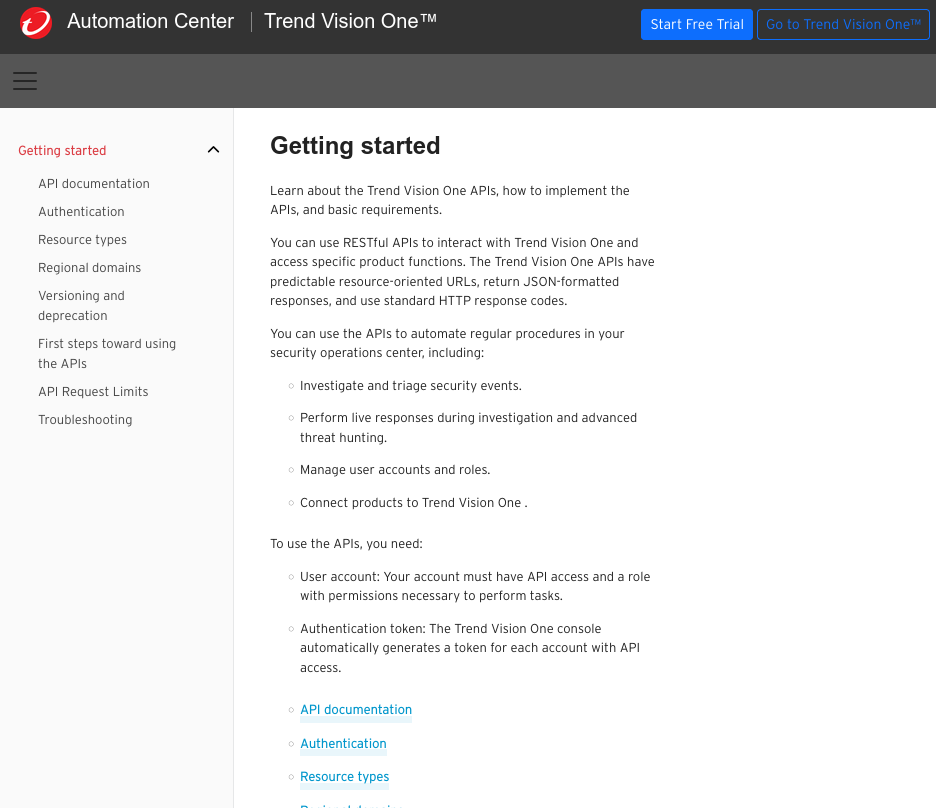 Automation Center | Trend Vision One™
Start Free Trial
Go to Trend Vision One™
Getting started
API documentation
Authentication
Resource types
Regional domains
Versioning and
deprecation
First steps toward using
the APIs
API Request Limits
Troubleshooting
Getting started
Learn about the Trend Vision One APIs, how to implement the
APIs, and basic requirements.
You can use RESTful APIs to interact with Trend Vision One and
access specific product functions. The Trend Vision One APIs have
predictable resource-oriented URLs, return JSON-formatted
responses, and use standard HTTP response codes.
You can use the APIs to automate regular procedures in your
security operations center, including:
Investigate and triage security events.
Perform live responses during investigation and advanced
threat hunting.
Manage user accounts and roles.
Connect products to Trend Vision One .
To use the APIs, you need:
User account: Your account must have API access and a role
with permissions necessary to perform tasks.
Authentication token: The Trend Vision One console
automatically generates a token for each account with API
access.
API documentation
Authentication
Resource types